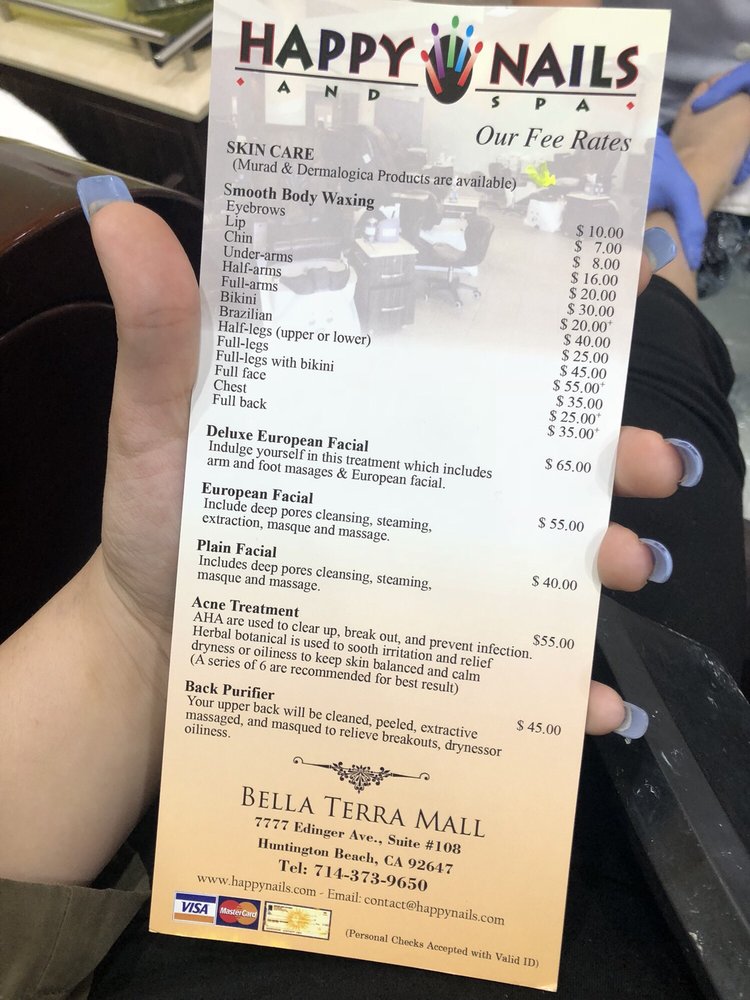 HAPPY NAILS
AND SPA
Our Fee Rates
SKIN CARE
(Murad & Dermalogica Products are available)
Smooth Body Waxing
Eyebrows $ 10.00
Lip $ 7.00
Chin $ 8.00
Under-arms $ 16.00
Half-arms $ 20.00
Full-arms $ 30.00
Bikini $ 20.00+
Brazilian $ 40.00
Half-legs (upper or lower) $ 25.00
Full-legs $ 45.00
Full-legs with bikini $ 55.00+
Full face $ 35.00
Chest $ 25.00+
Full back $ 35.00+
Deluxe European Facial $ 65.00
Indulge yourself in this treatment which includes
arm and foot masages & European facial.
European Facial $ 55.00
Include deep pores cleansing, steaming,
extraction, masque and massage.
Plain Facial $ 40.00
Includes deep pores cleansing, steaming,
masque and massage.
Acne Treatment $55.00
AHA are used to clear up, break out, and prevent infection.
Herbal botanical is used to sooth irritation and relief
dryness or oiliness to keep skin balanced and calm
(A series of 6 are recommended for best result)
Back Purifier $ 45.00
Your upper back will be cleaned, peeled, extractive
massaged, and masqued to relieve breakouts, drynessor
oiliness.
BELLA TERRA MALL
7777 Edinger Ave., Suite #108
Huntington Beach, CA 92647
Tel: 714-373-9650
www.happynails.com - Email: contact@happynails.com
VISA MasterCard
(Personal Checks Accepted with Valid ID)